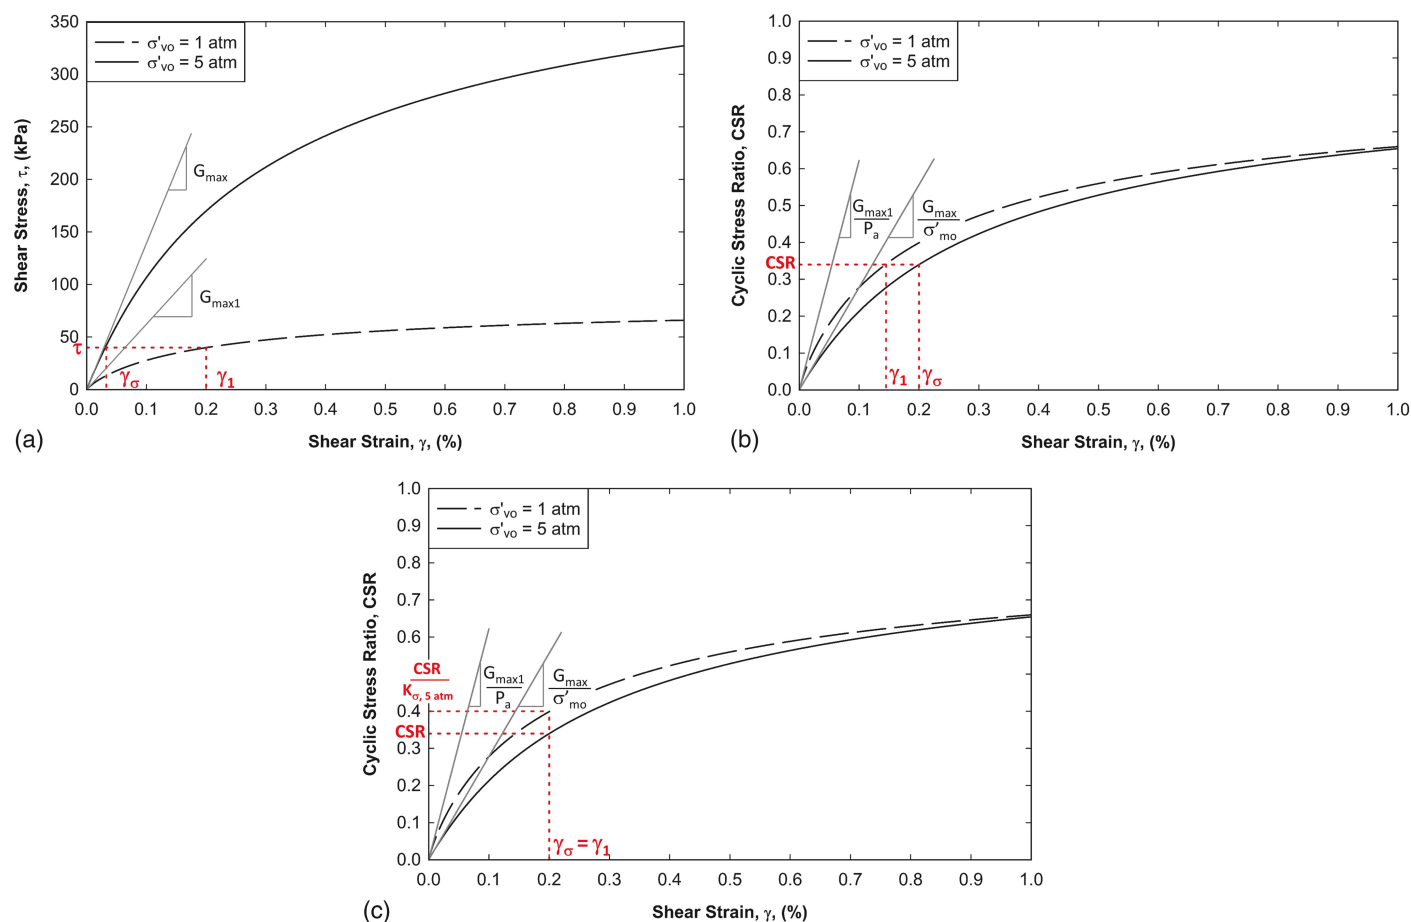 350
300
250
200
150
100
50
0
Shear Stress, τ, (kPa)
σ'vo = 1 atm
σ'vo = 5 atm
Gmax
Gmax1
τ
γσ
γ1
0.0 0.1 0.2 0.3 0.4 0.5 0.6 0.7 0.8 0.9 1.0
Shear Strain, γ, (%)
(a)
1.0
0.9
0.8
0.7
0.6
0.5
0.4
0.3
0.2
0.1
0.0
Cyclic Stress Ratio, CSR
σ'vo = 1 atm
σ'vo = 5 atm
Gmax1
Pa
Gmax
σ'mo
CSR
γ1
γσ
0.0 0.1 0.2 0.3 0.4 0.5 0.6 0.7 0.8 0.9 1.0
Shear Strain, γ, (%)
(b)
1.0
0.9
0.8
0.7
0.6
0.5
0.4
0.3
0.2
0.1
0.0
Cyclic Stress Ratio, CSR
σ'vo = 1 atm
σ'vo = 5 atm
CSR
Kσ, 5 atm
Gmax1
Pa
Gmax
σ'mo
CSR
γσ = γ1
0.0 0.1 0.2 0.3 0.4 0.5 0.6 0.7 0.8 0.9 1.0
Shear Strain, γ, (%)
(c)